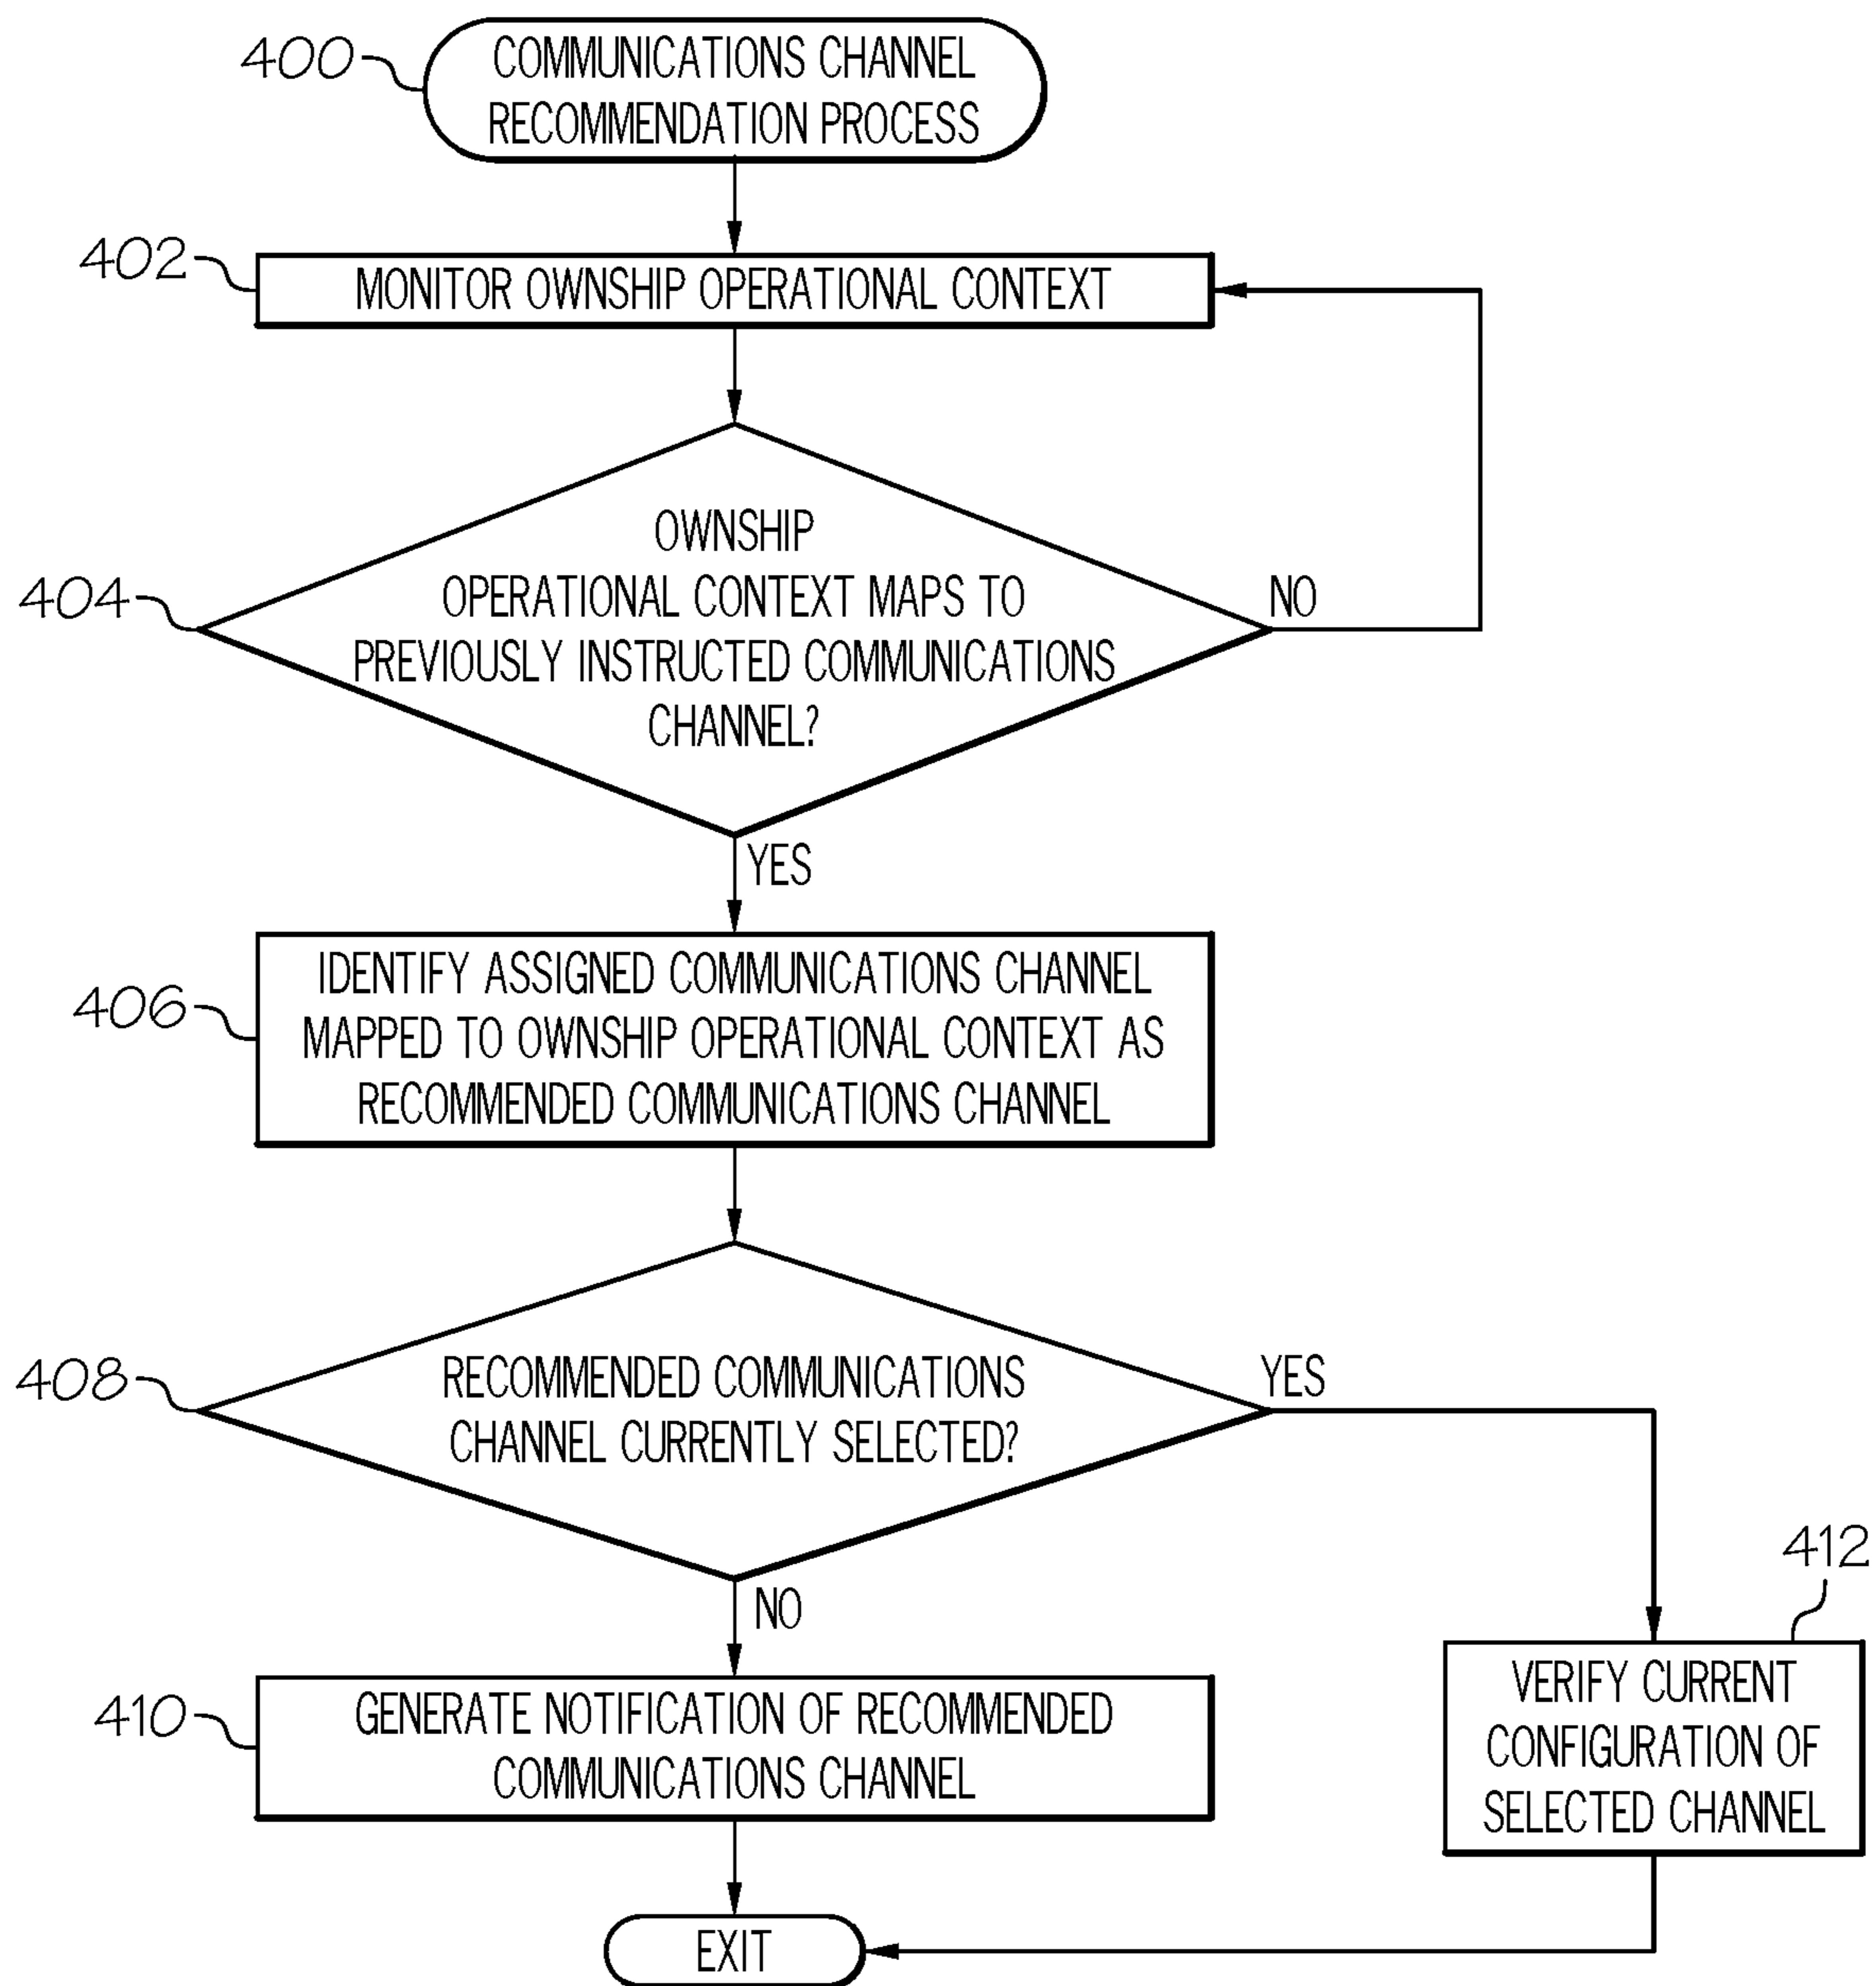 400
COMMUNICATIONS CHANNEL
RECOMMENDATION PROCESS
402
MONITOR OWNSHIP OPERATIONAL CONTEXT
404
OWNSHIP
OPERATIONAL CONTEXT MAPS TO
PREVIOUSLY INSTRUCTED COMMUNICATIONS
CHANNEL?
NO
YES
406
IDENTIFY ASSIGNED COMMUNICATIONS CHANNEL
MAPPED TO OWNSHIP OPERATIONAL CONTEXT AS
RECOMMENDED COMMUNICATIONS CHANNEL
408
RECOMMENDED COMMUNICATIONS
CHANNEL CURRENTLY SELECTED?
YES
NO
410
GENERATE NOTIFICATION OF RECOMMENDED
COMMUNICATIONS CHANNEL
412
VERIFY CURRENT
CONFIGURATION OF
SELECTED CHANNEL
EXIT